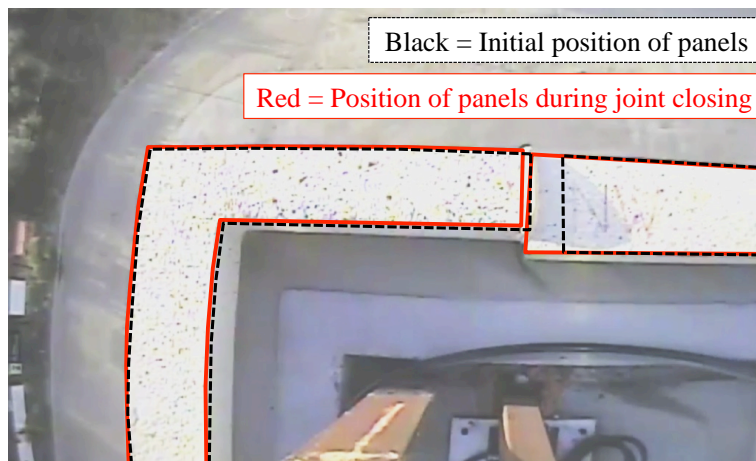 Black = Initial position of panels
Red = Position of panels during joint closing